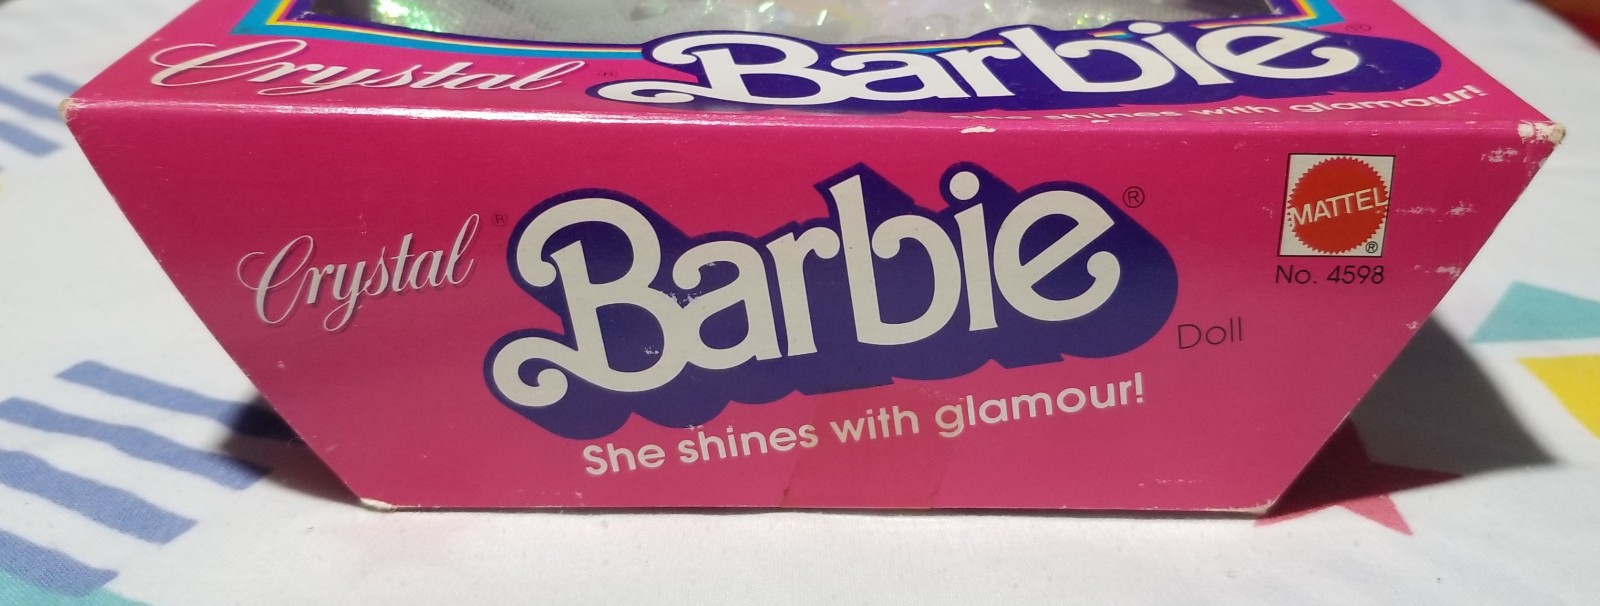 Crystal ® Barbie ®
She shines with glamour!
Crystal ® Barbie ®
Doll
She shines with glamour!
MATTEL ®
No. 4598